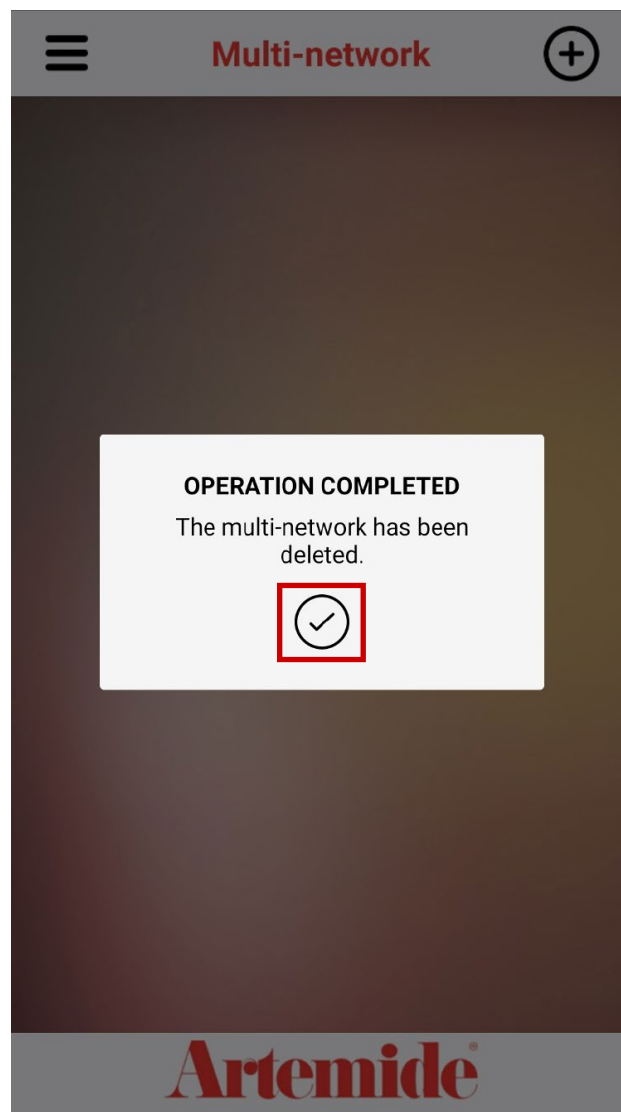 Multi-network
OPERATION COMPLETED
The multi-network has been
deleted.
Artemide®